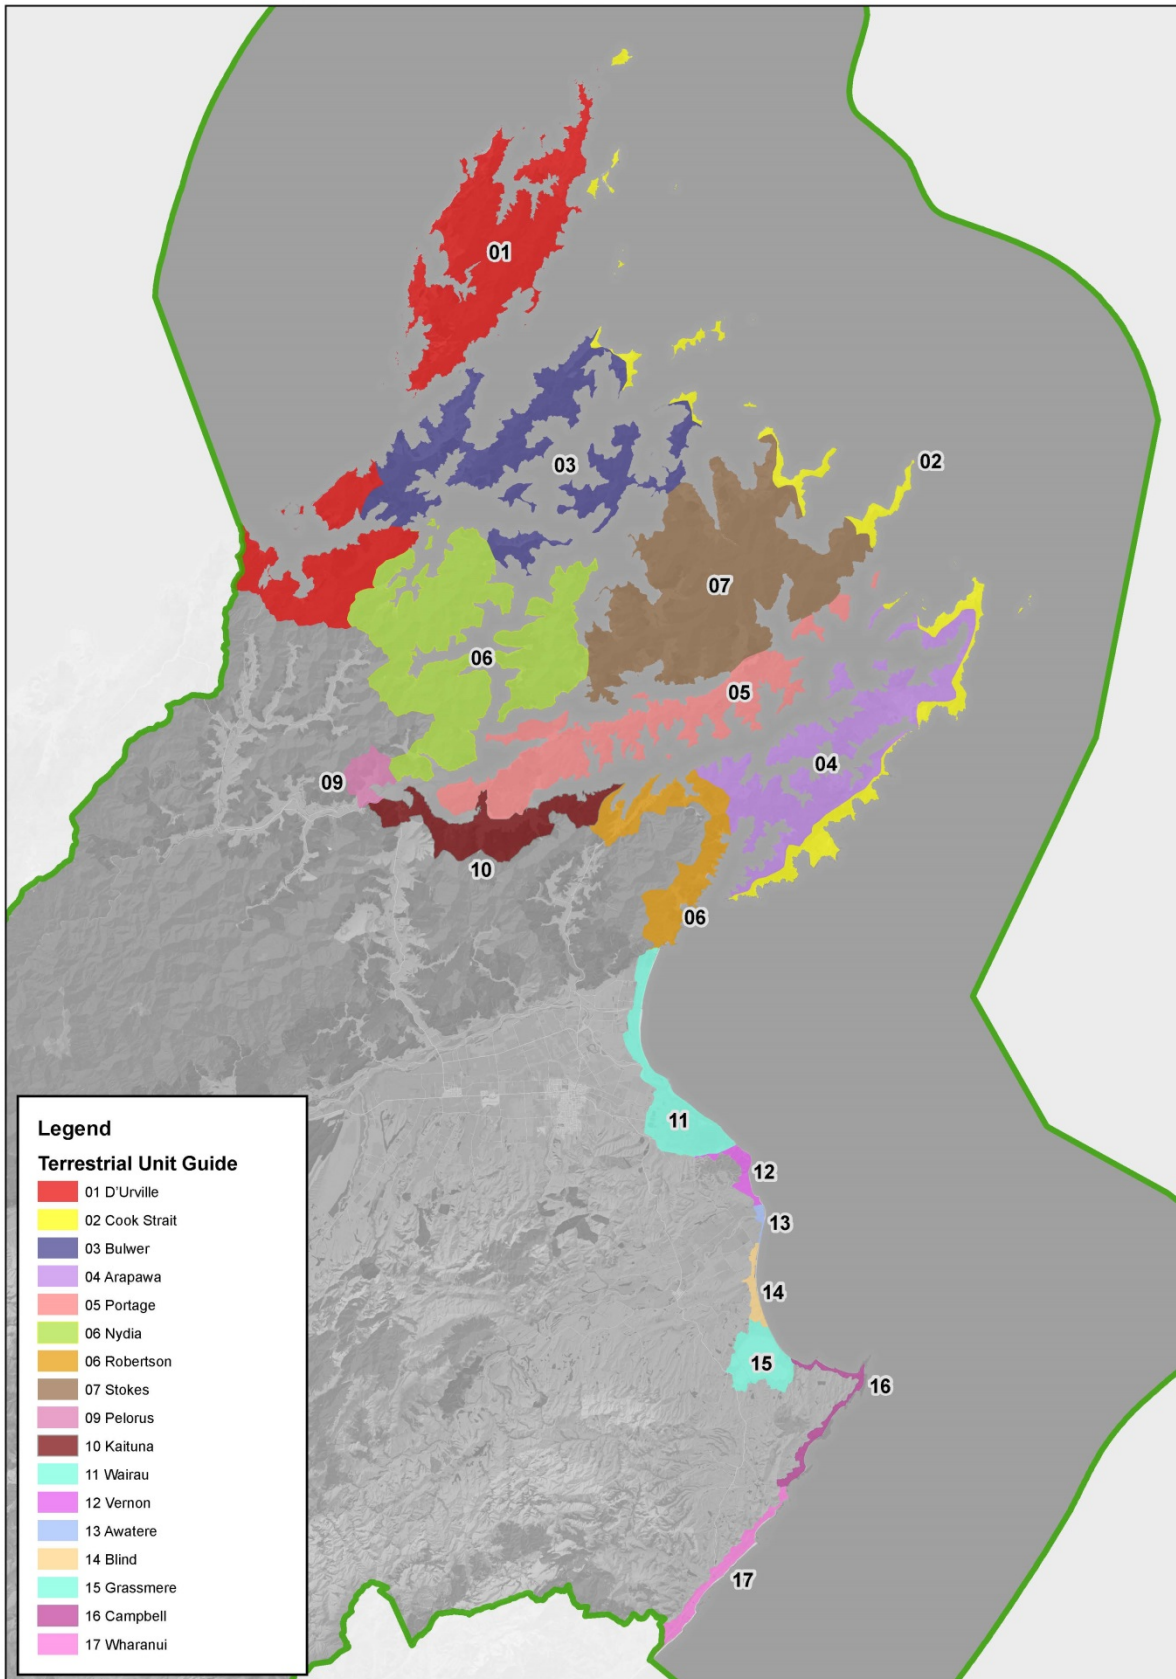 01
03
02
07
06
05
09
04
10
06
11
12
13
14
15
16
17
Legend
Terrestrial Unit Guide
01 D'Urville
02 Cook Strait
03 Bulwer
04 Arapawa
05 Portage
06 Nydia
06 Robertson
07 Stokes
09 Pelorus
10 Kaituna
11 Wairau
12 Vernon
13 Awatere
14 Blind
15 Grassmere
16 Campbell
17 Wharanui